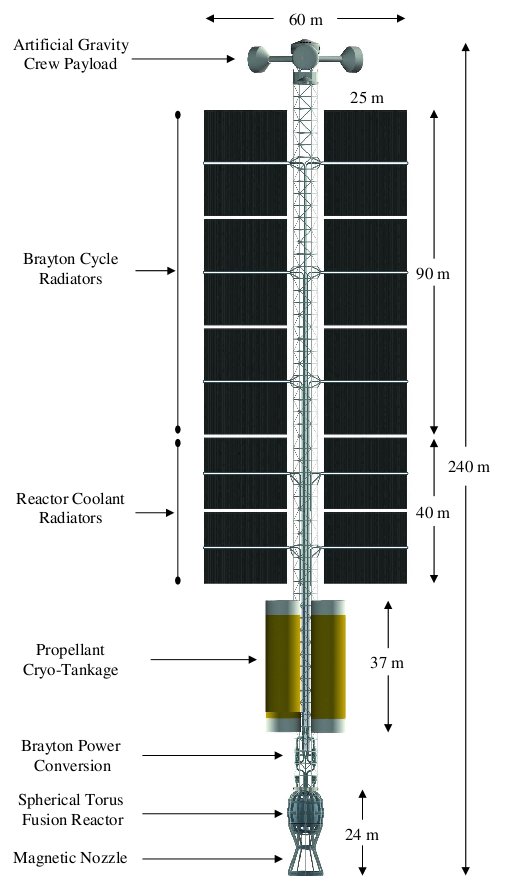 60 m
Artificial Gravity
Crew Payload
25 m
Brayton Cycle
Radiators
90 m
240 m
Reactor Coolant
Radiators
40 m
Propellant
Cryo-Tankage
37 m
Brayton Power
Conversion
Spherical Torus
Fusion Reactor
24 m
Magnetic Nozzle